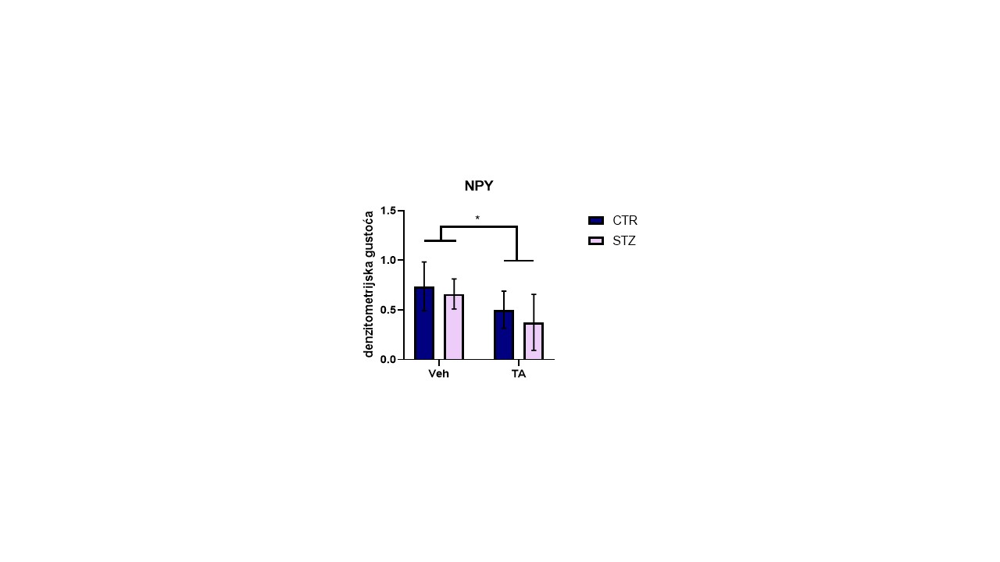 NPY
denzitometrijska gustoća
1.5
1.0
0.5
0.0
*
Veh
TA
CTR
STZ